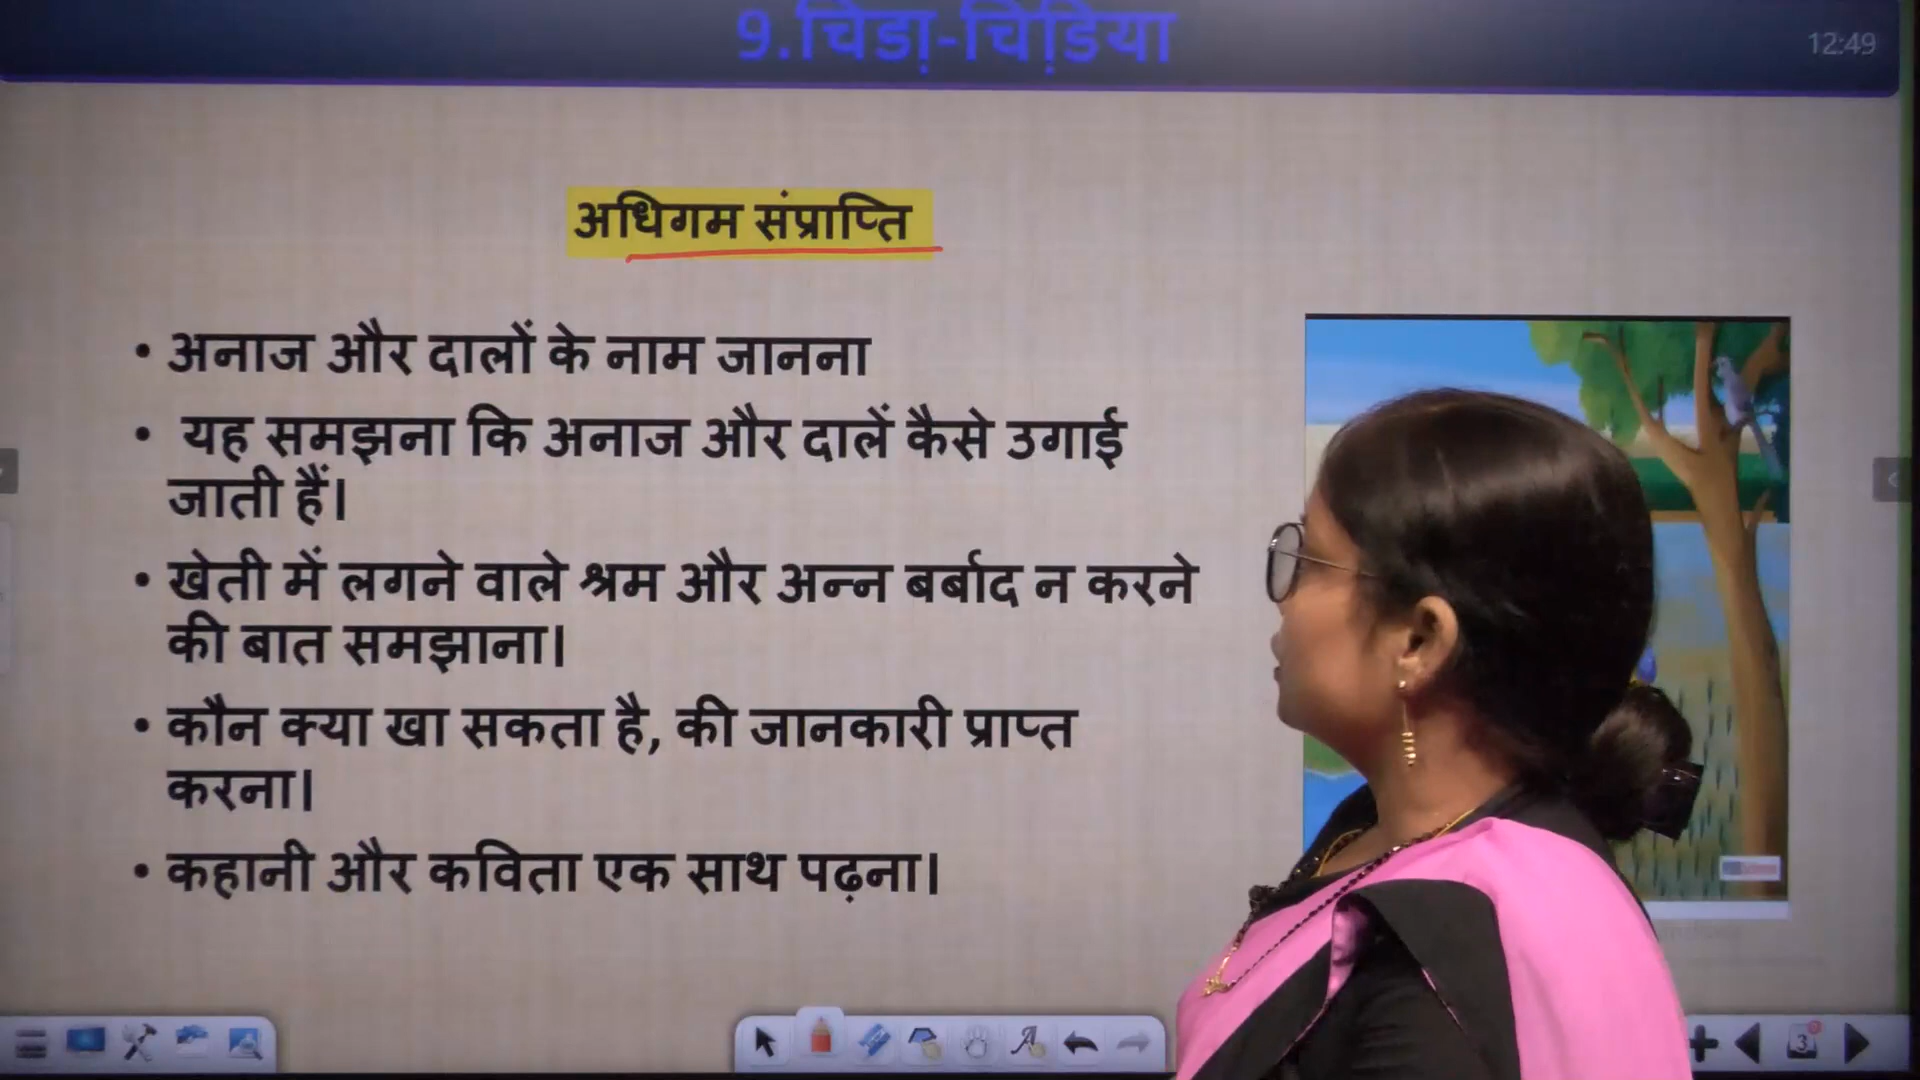 9.चिडा़-चिडि़या
12:49
अधिगम संप्राप्ति
• अनाज और दालों के नाम जानना
• यह समझना कि अनाज और दालें कैसे उगाई
जाती हैं।
• खेती में लगने वाले श्रम और अन्न बर्बाद न करने
की बात समझाना।
• कौन क्या खा सकता है, की जानकारी प्राप्त
करना।
• कहानी और कविता एक साथ पढ़ना।
3